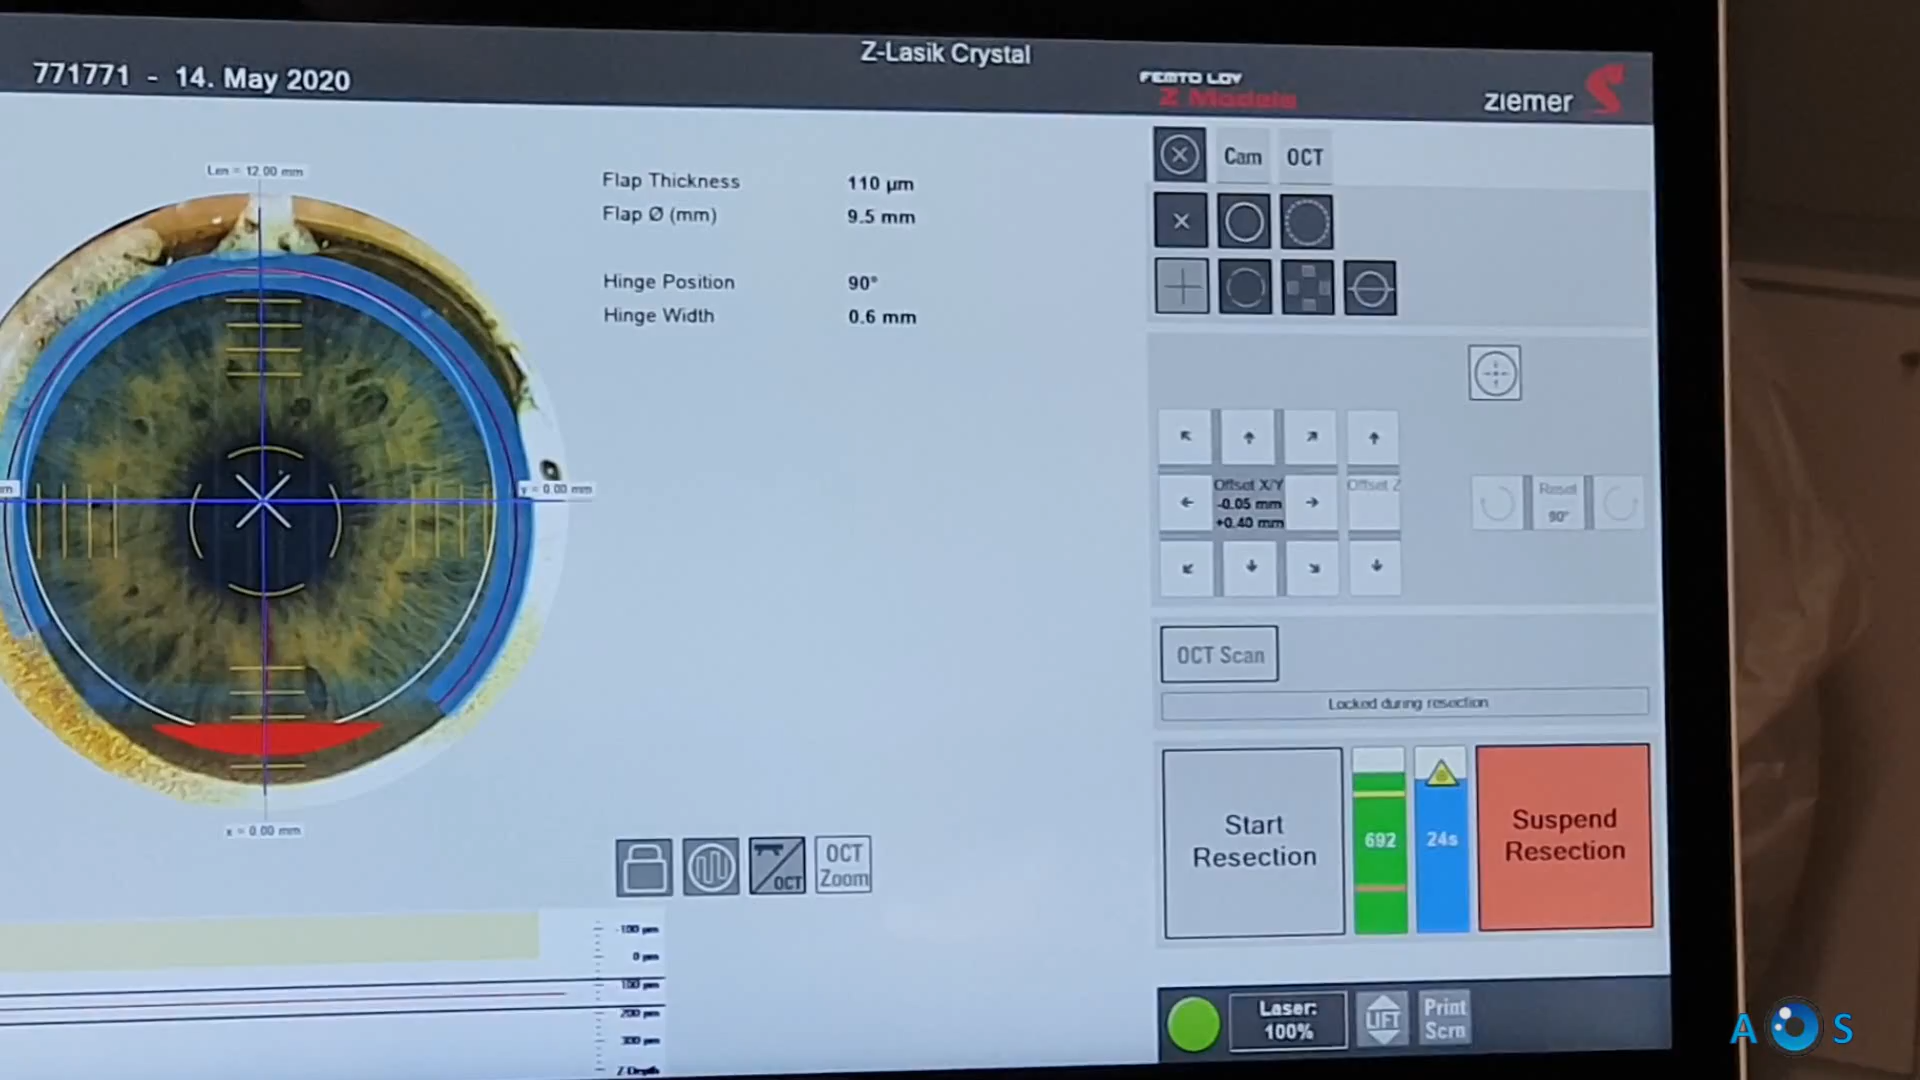 Z-Lasik Crystal
771771 - 14. May 2020
FEMTO LDV
Z Models
ziemer
Len = 12.00 mm
Flap Thickness 110 µm
Flap Ø (mm) 9.5 mm
Hinge Position 90°
Hinge Width 0.6 mm
Cam OCT
y = 0.00 mm
x = 0.00 mm
Offset X/Y
-0.05 mm
+0.40 mm
Offset Z
Reset
90°
OCT Scan
Locked during resection
Start
Resection
692
24s
Suspend
Resection
OCT
OCT
Zoom
-100 µm
0 µm
100 µm
200 µm
300 µm
Z-Depth
Laser:
100%
LIFT
Print
Scrn
A S